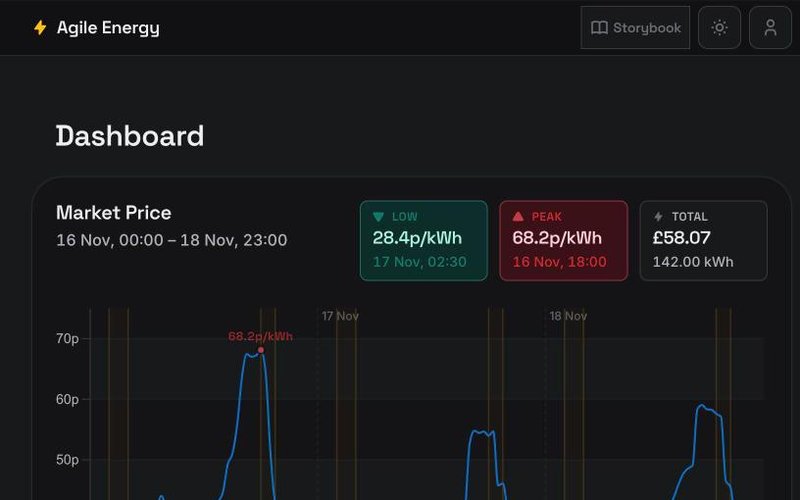 Agile Energy
Storybook
Dashboard
Market Price
16 Nov, 00:00 – 18 Nov, 23:00
LOW
28.4p/kWh
17 Nov, 02:30
PEAK
68.2p/kWh
16 Nov, 18:00
TOTAL
£58.07
142.00 kWh
17 Nov
18 Nov
68.2p/kWh
70p
60p
50p